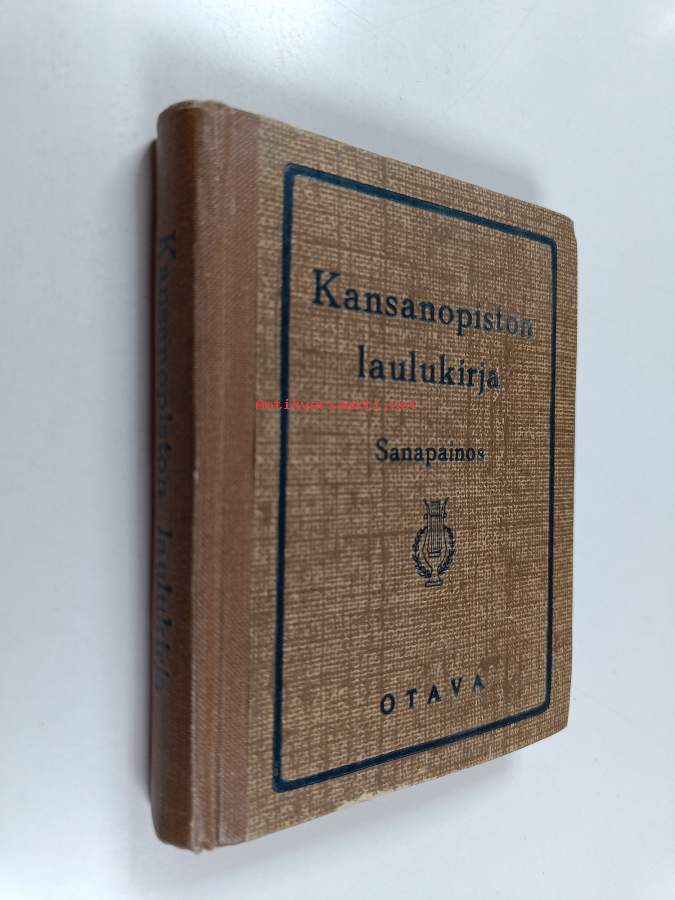 Kansanopiston
laulukirja
Sanapainos
OTAVA
Kansanopiston laulukirja
Antikvariaatti.net